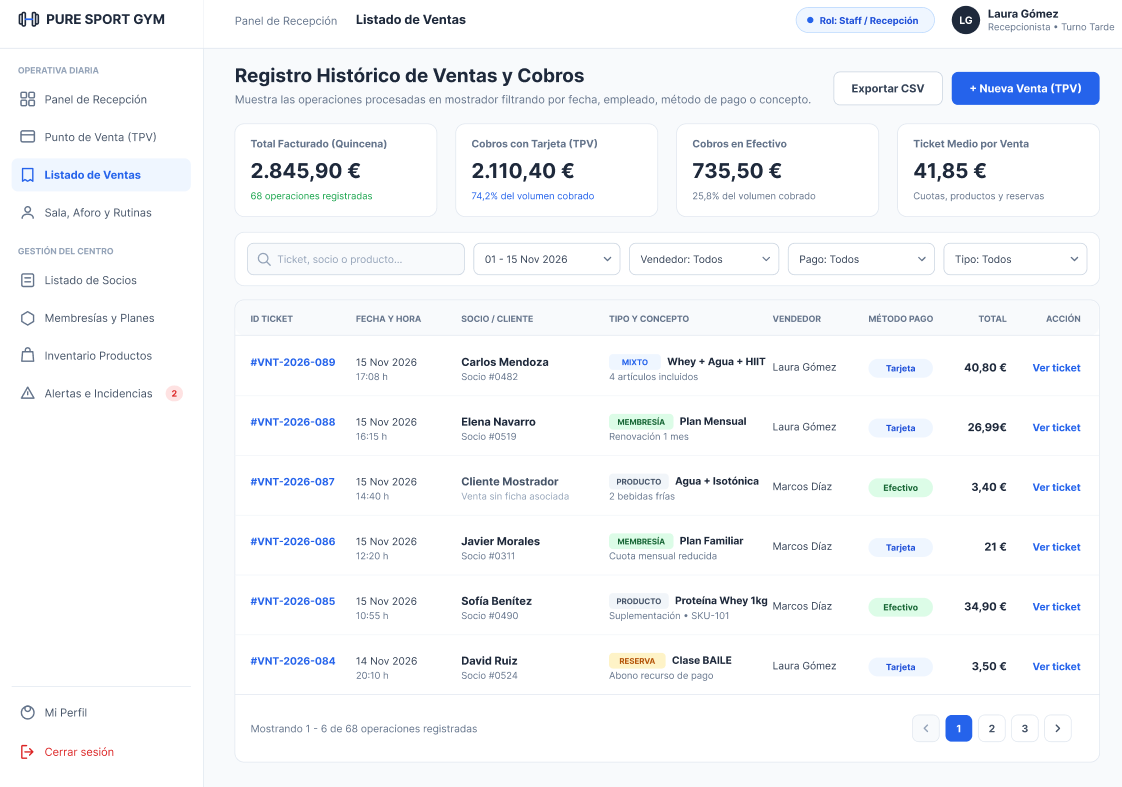 PURE SPORT GYM
Panel de Recepción
Listado de Ventas
Rol: Staff / Recepción
LG
Laura Gómez
Recepcionista • Turno Tarde
OPERATIVA DIARIA
Panel de Recepción
Punto de Venta (TPV)
Listado de Ventas
Sala, Aforo y Rutinas
GESTIÓN DEL CENTRO
Listado de Socios
Membresías y Planes
Inventario Productos
Alertas e Incidencias 2
Mi Perfil
Cerrar sesión
Registro Histórico de Ventas y Cobros
Muestra las operaciones procesadas en mostrador filtrando por fecha, empleado, método de pago o concepto.
Exportar CSV
+ Nueva Venta (TPV)
Total Facturado (Quincena)
2.845,90 €
68 operaciones registradas
Cobros con Tarjeta (TPV)
2.110,40 €
74,2% del volumen cobrado
Cobros en Efectivo
735,50 €
25,8% del volumen cobrado
Ticket Medio por Venta
41,85 €
Cuotas, productos y reservas
Ticket, socio o producto...
01 - 15 Nov 2026
Vendedor: Todos
Pago: Todos
Tipo: Todos
ID TICKET FECHA Y HORA SOCIO / CLIENTE TIPO Y CONCEPTO VENDEDOR MÉTODO PAGO TOTAL ACCIÓN
#VNT-2026-089 15 Nov 2026 Carlos Mendoza MIXTO Whey + Agua + HIIT Laura Gómez Tarjeta 40,80 € Ver ticket
17:08 h Socio #0482 4 artículos incluidos
#VNT-2026-088 15 Nov 2026 Elena Navarro MEMBRESÍA Plan Mensual Laura Gómez Tarjeta 26,99€ Ver ticket
16:15 h Socio #0519 Renovación 1 mes
#VNT-2026-087 15 Nov 2026 Cliente Mostrador PRODUCTO Agua + Isotónica Marcos Díaz Efectivo 3,40 € Ver ticket
14:40 h Venta sin ficha asociada 2 bebidas frías
#VNT-2026-086 15 Nov 2026 Javier Morales MEMBRESÍA Plan Familiar Marcos Díaz Tarjeta 21 € Ver ticket
12:20 h Socio #0311 Cuota mensual reducida
#VNT-2026-085 15 Nov 2026 Sofía Benítez PRODUCTO Proteína Whey 1kg Marcos Díaz Efectivo 34,90 € Ver ticket
10:55 h Socio #0490 Suplementación • SKU-101
#VNT-2026-084 14 Nov 2026 David Ruiz RESERVA Clase BAILE Laura Gómez Tarjeta 3,50 € Ver ticket
20:10 h Socio #0524 Abono recurso de pago
Mostrando 1 - 6 de 68 operaciones registradas
1 2 3